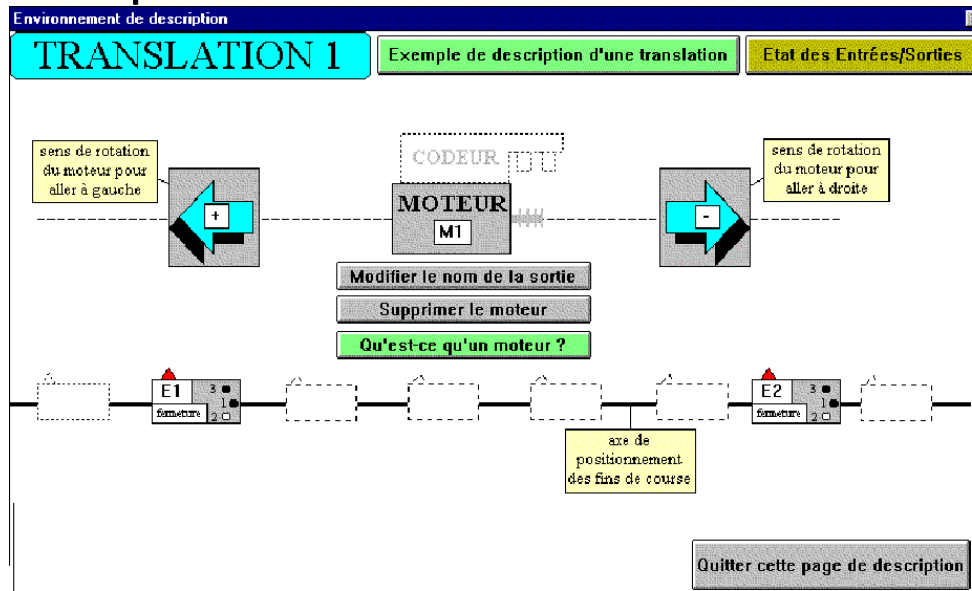 Environnement de description
TRANSLATION 1
Exemple de description d'une translation
Etat des Entrées/Sorties
sens de rotation
du moteur pour
aller à gauche
CODEUR
sens de rotation
du moteur pour
aller à droite
+
MOTEUR
M1
-
Modifier le nom de la sortie
Supprimer le moteur
Qu'est-ce qu'un moteur ?
E1
fermeture
3
1
2
E2
fermeture
3
1
2
axe de
positionnement
des fins de course
Quitter cette page de description